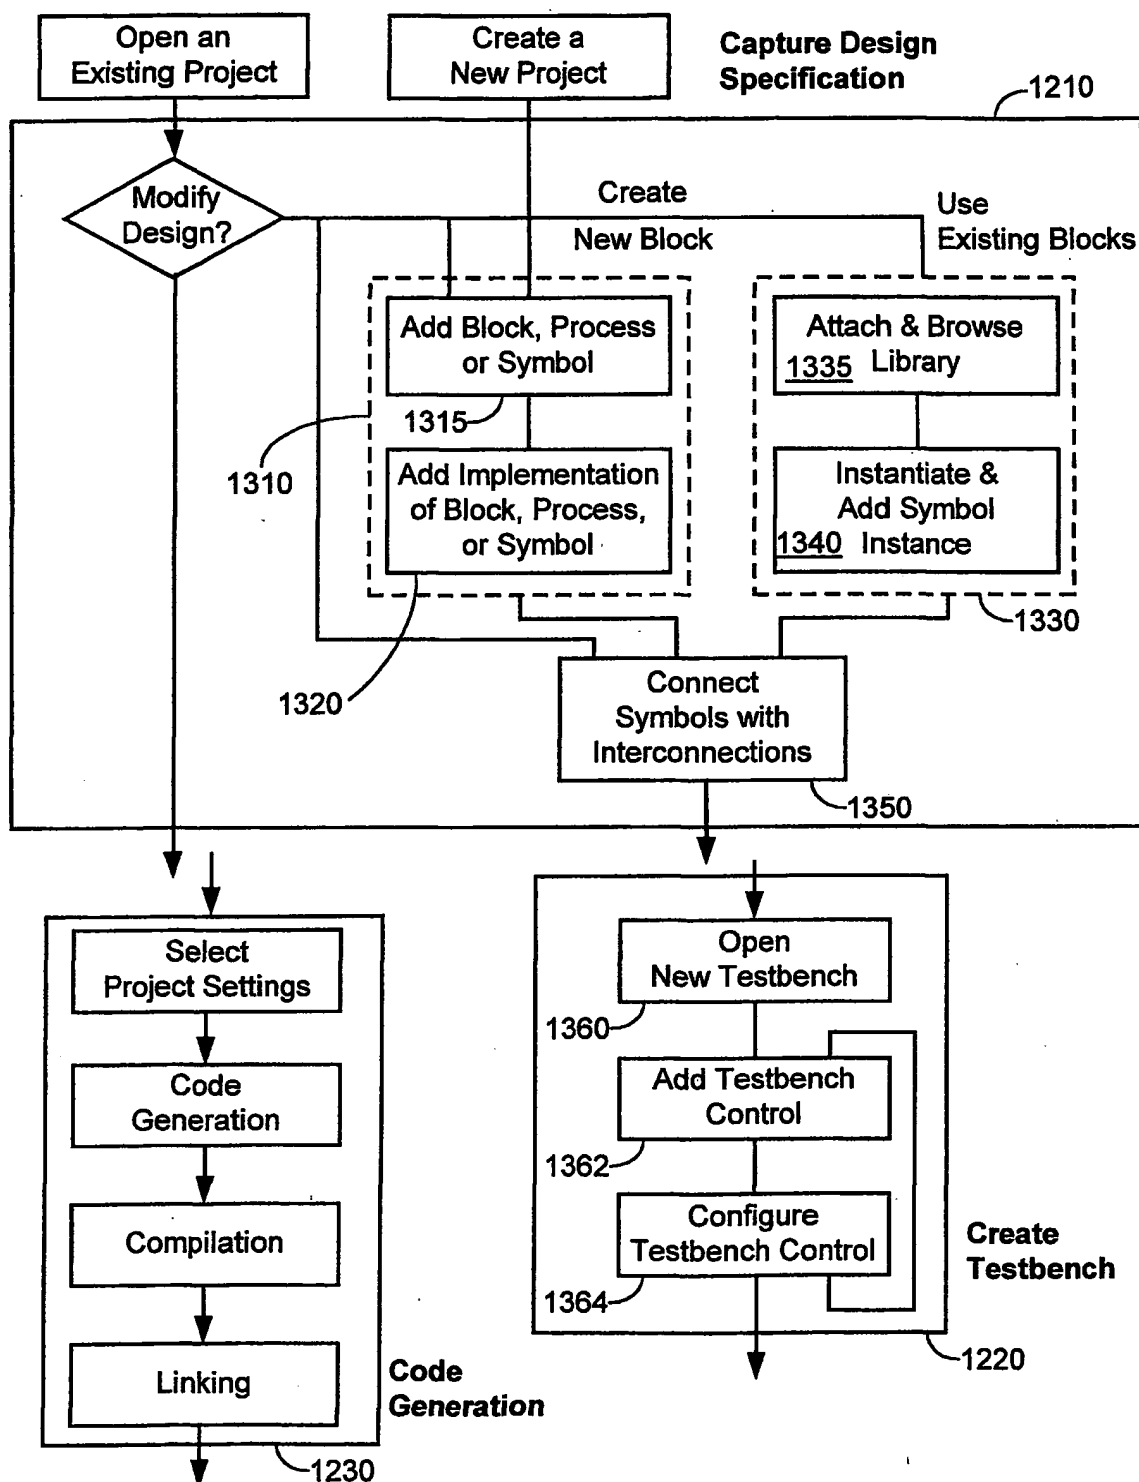 Open an
Existing Project
Create a
New Project
Capture Design
Specification
1210
Modify
Design?
Create
New Block
Use
Existing Blocks
Add Block, Process
or Symbol
1315
Attach & Browse
1335 Library
1310
Add Implementation
of Block, Process,
or Symbol
Instantiate &
Add Symbol
1340 Instance
1330
1320
Connect
Symbols with
Interconnections
1350
Select
Project Settings
Code
Generation
Compilation
Linking
Code
Generation
1230
Open
New Testbench
1360
Add Testbench
Control
1362
Configure
Testbench Control
1364
Create
Testbench
1220